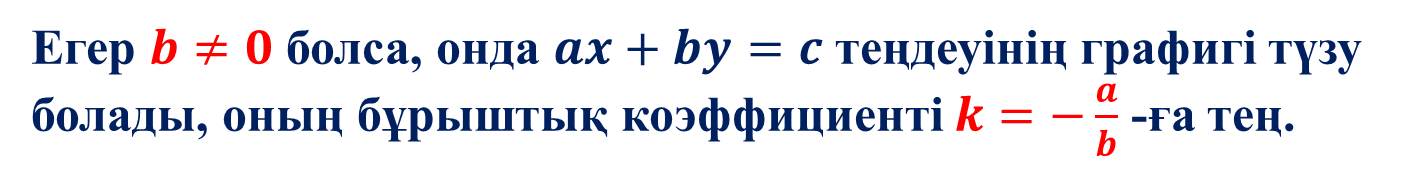 Егер b ≠ 0 болса, онда ax + by = c теңдеуінің графигі түзу
болады, оның бұрыштық коэффициенті k = − a/b -ға тең.